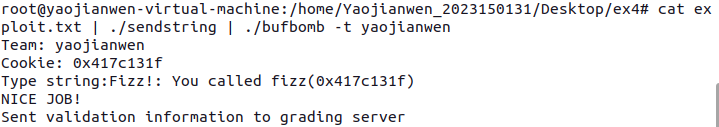 root@yaojianwen-virtual-machine:/home/Yaojianwen_2023150131/Desktop/ex4# cat ex
ploit.txt | ./sendstring | ./bufbomb -t yaojianwen
Team: yaojianwen
Cookie: 0x417c131f
Type string:Fizz!: You called fizz(0x417c131f)
NICE JOB!
Sent validation information to grading server